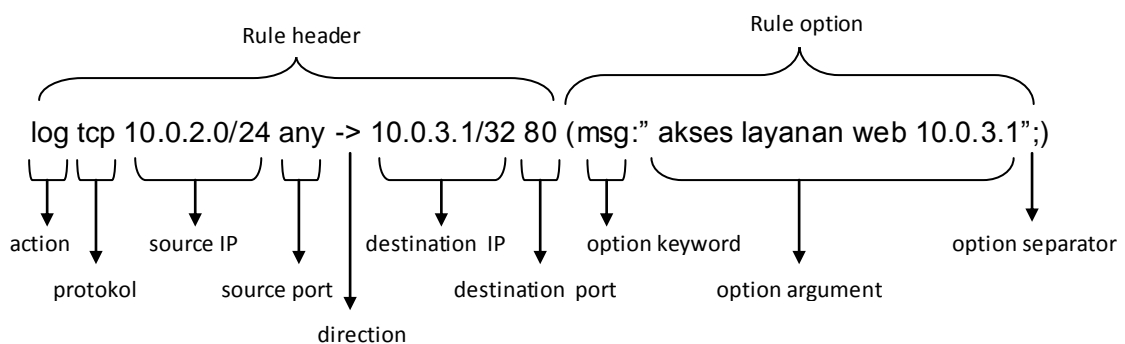 Rule header Rule option
log tcp 10.0.2.0/24 any -> 10.0.3.1/32 80 (msg:” akses layanan web 10.0.3.1”;)
action source IP destination IP option keyword option separator
protokol source port destination port option argument
direction